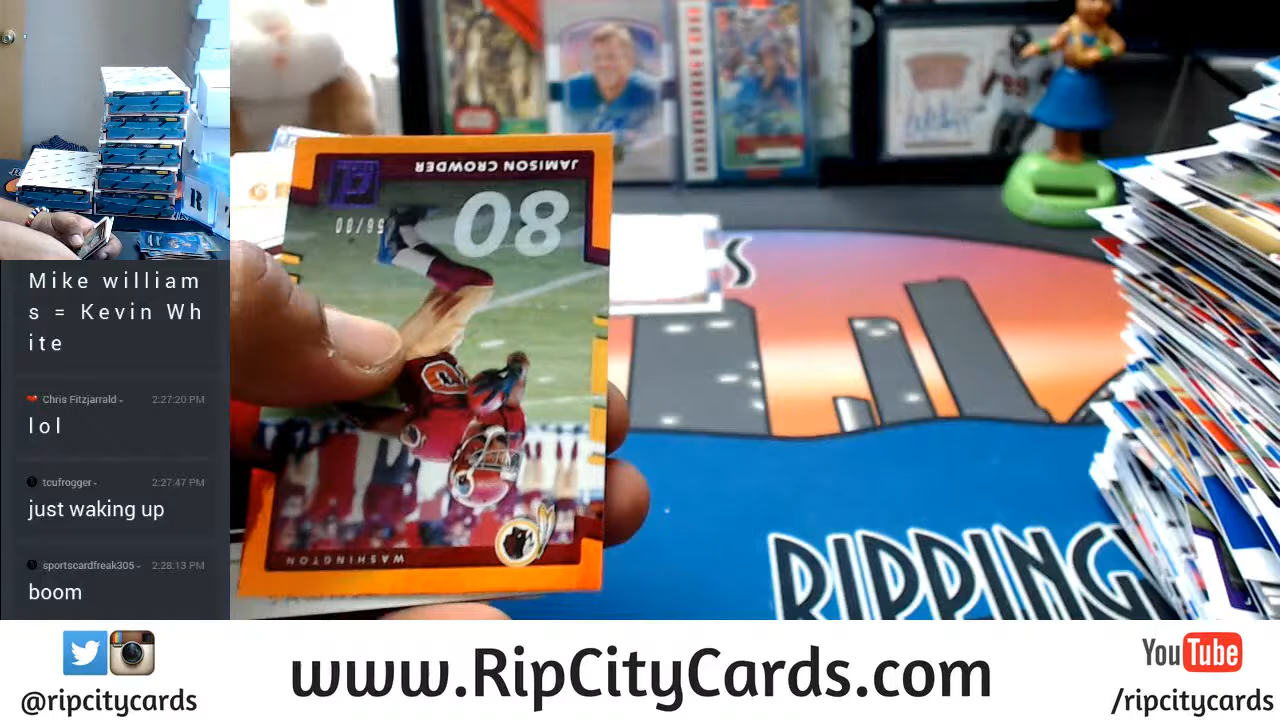 Mike william
s = Kevin Wh
ite
Chris Fitzjarrald
2:27:20 PM
lol
tcufrogger
2:27:47 PM
just waking up
sportscardfreak305
2:28:13 PM
boom
JAMISON CROWDER
80
WASHINGTON
S
RIPPING
@ripcitycards
www.RipCityCards.com
YouTube
/ripcitycards